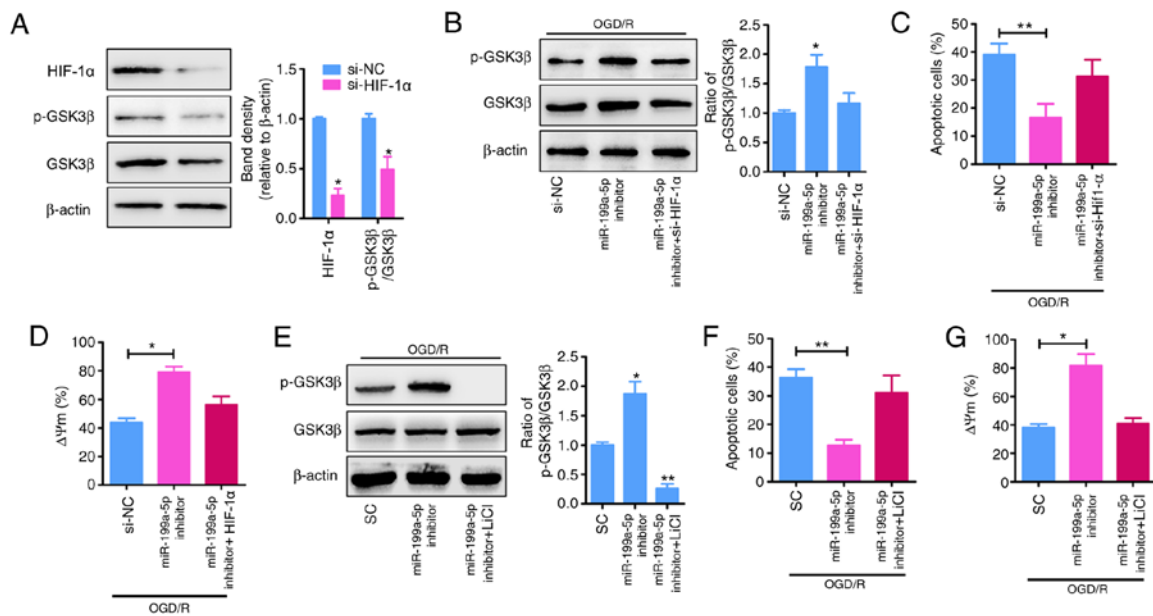 A
HIF-1α
p-GSK3β
GSK3β
β-actin
si-NC
si-HIF-1α
Band density
(relative to β-actin)
1.5
1.0
0.5
0.0
*
*
HIF-1α
p-GSK3β
/GSK3β
B
OGD/R
p-GSK3β
GSK3β
β-actin
si-NC
miR-199a-5p
inhibitor
miR-199a-5p
inhibitor+si-HIF-1α
Ratio of
p-GSK3β/GSK3β
2.5
2.0
1.5
1.0
0.5
0.0
*
si-NC
miR-199a-5p
inhibitor
miR-199a-5p
inhibitor+si-HIF-1α
C
Apoptotic cells (%)
50
40
30
20
10
0
**
si-NC
miR-199a-5p
inhibitor
miR-199a-5p
inhibitor+si-Hif1-α
OGD/R
D
ΔΨm (%)
100
80
60
40
20
0
*
si-NC
miR-199a-5p
inhibitor
miR-199a-5p
inhibitor+ HIF-1α
OGD/R
E
OGD/R
p-GSK3β
GSK3β
β-actin
SC
miR-199a-5p
inhibitor
miR-199a-5p
inhibitor+LiCl
Ratio of
p-GSK3β/GSK3β
2.5
2.0
1.5
1.0
0.5
0.0
*
**
SC
miR-199a-5p
inhibitor
miR-199a-5p
inhibitor+LiCl
F
Apoptotic cells (%)
50
40
30
20
10
0
**
SC
miR-199a-5p
inhibitor
miR-199a-5p
inhibitor+LiCl
OGD/R
G
ΔΨm (%)
100
80
60
40
20
0
*
SC
miR-199a-5p
inhibitor
miR-199a-5p
inhibitor+LiCl
OGD/R